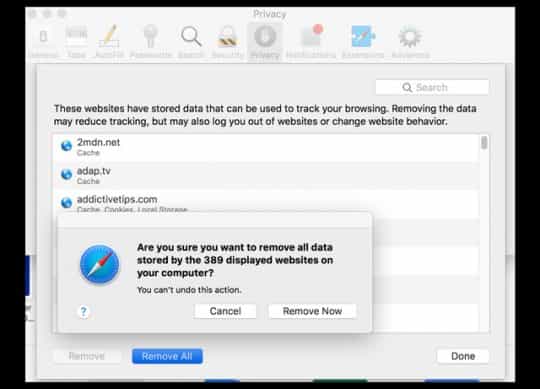 Privacy
General
Tabs
AutoFill
Passwords
Search
Security
Privacy
Notifications
Extensions
Advanced
Search
These websites have stored data that can be used to track your browsing. Removing the data
may reduce tracking, but may also log you out of websites or change website behavior.
2mdn.net
Cache
adap.tv
Cache
addictivetips.com
Cache, Cookies, Local Storage
Are you sure you want to remove all data
stored by the 389 displayed websites on
your computer?
You can't undo this action.
?
Cancel
Remove Now
Remove
Remove All
Done